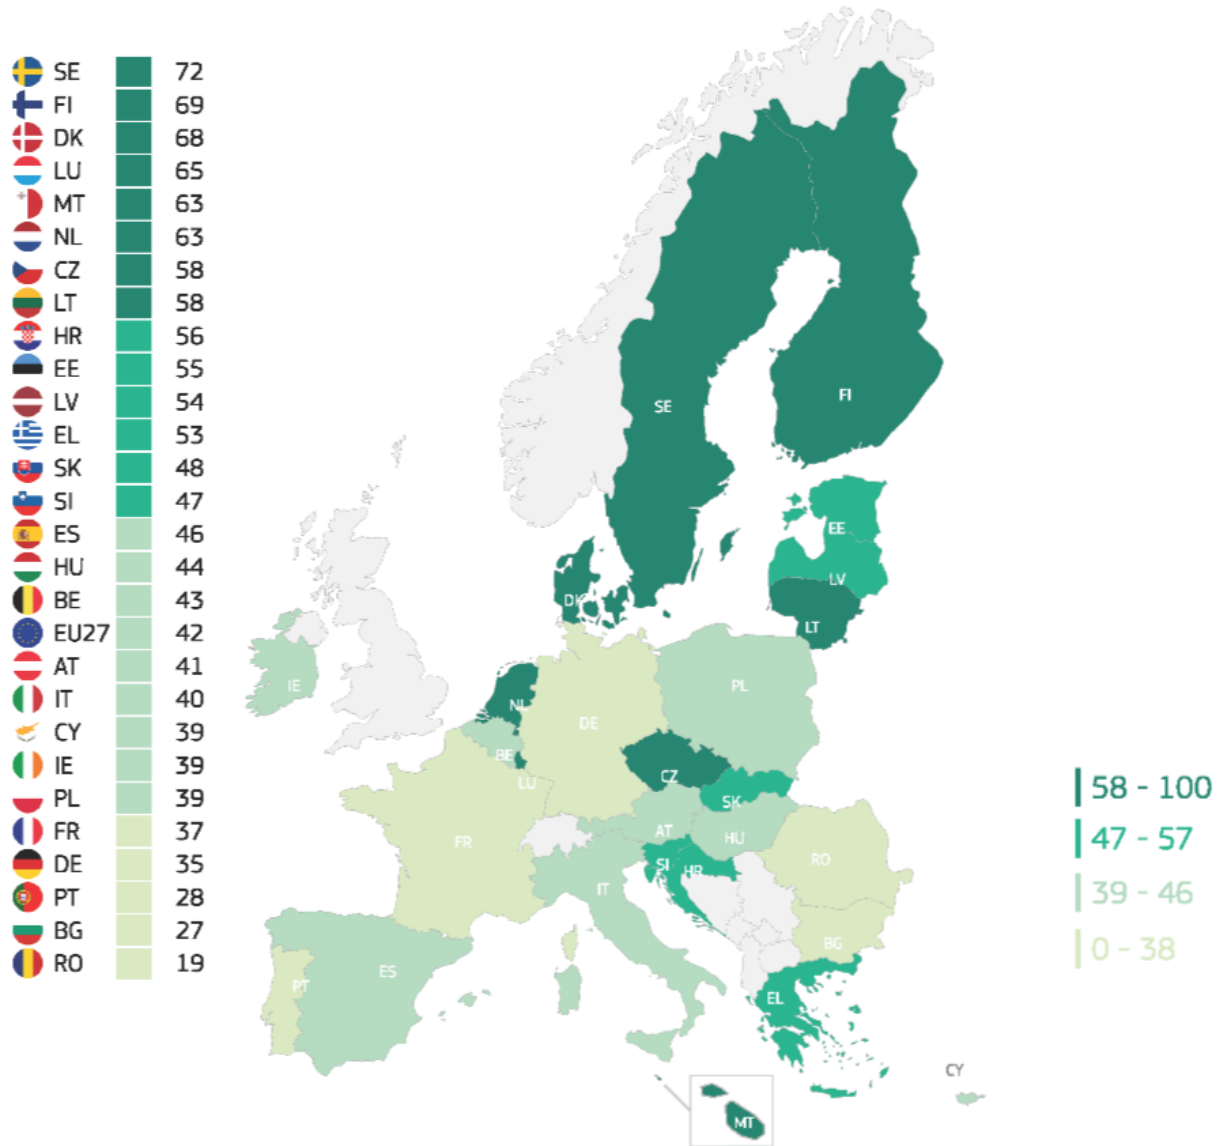 SE 72
FI 69
DK 68
LU 65
MT 63
NL 63
CZ 58
LT 58
HR 56
EE 55
LV 54
EL 53
SK 48
SI 47
ES 46
HU 44
BE 43
EU27 42
AT 41
IT 40
CY 39
IE 39
PL 39
FR 37
DE 35
PT 28
BG 27
RO 19
SE
FI
EE
LV
LT
DK
IE
PL
NL
DE
BE
LU
CZ
SK
AT
HU
FR
RO
SI
HR
IT
BG
ES
PT
EL
CY
MT
58 - 100
47 - 57
39 - 46
0 - 38